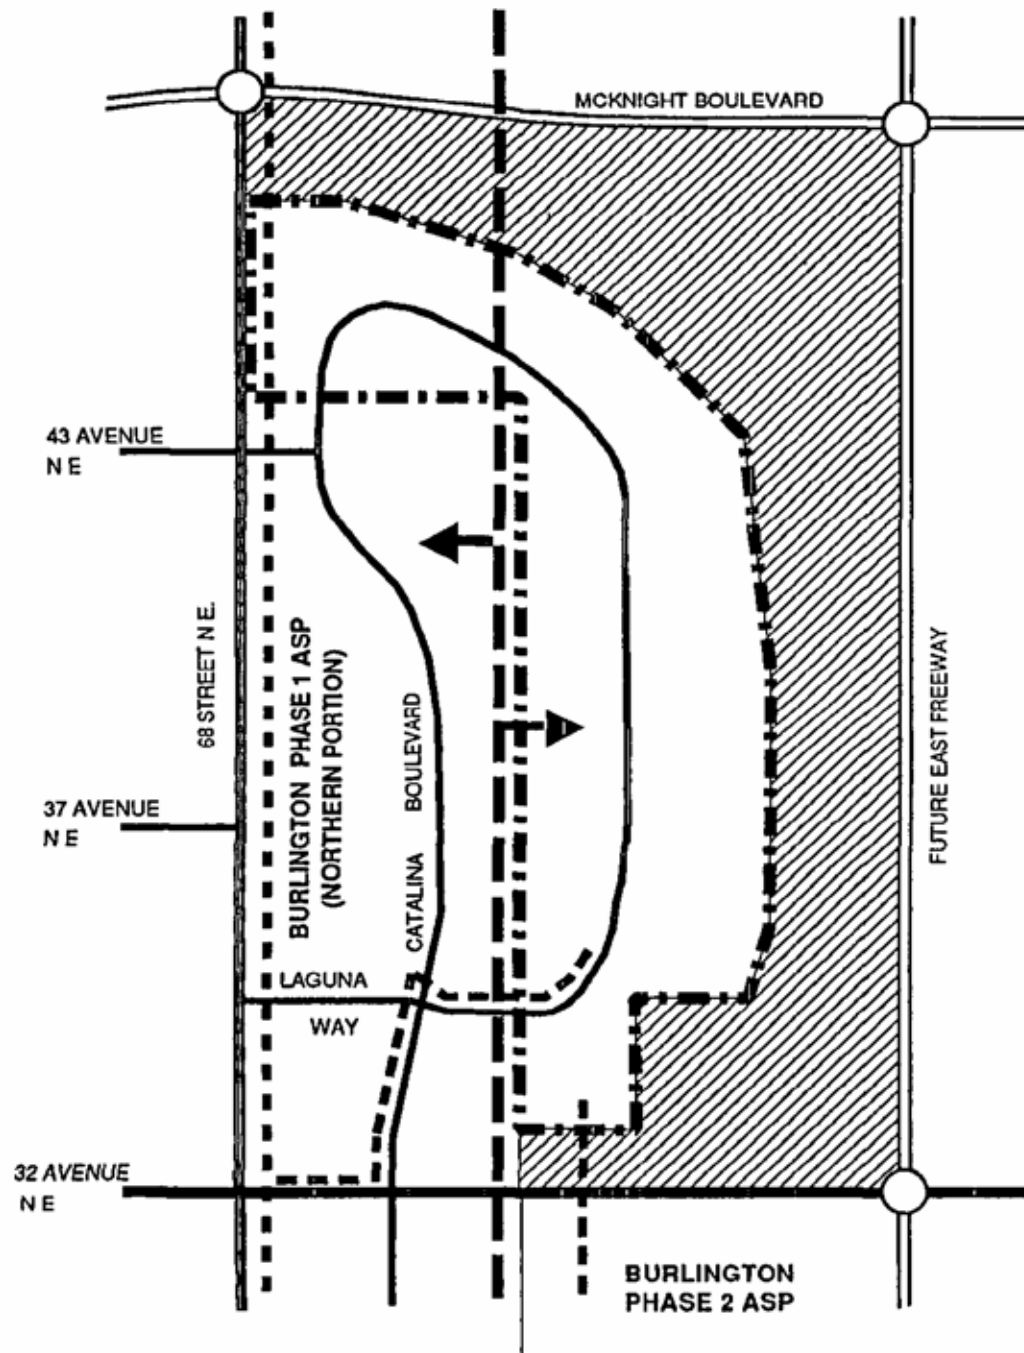 MCKNIGHT BOULEVARD
43 AVENUE
N E
68 STREET N E.
BURLINGTON PHASE 1 ASP
(NORTHERN PORTION)
CATALINA BOULEVARD
FUTURE EAST FREEWAY
37 AVENUE
N E
LAGUNA
WAY
32 AVENUE
N E
BURLINGTON
PHASE 2 ASP